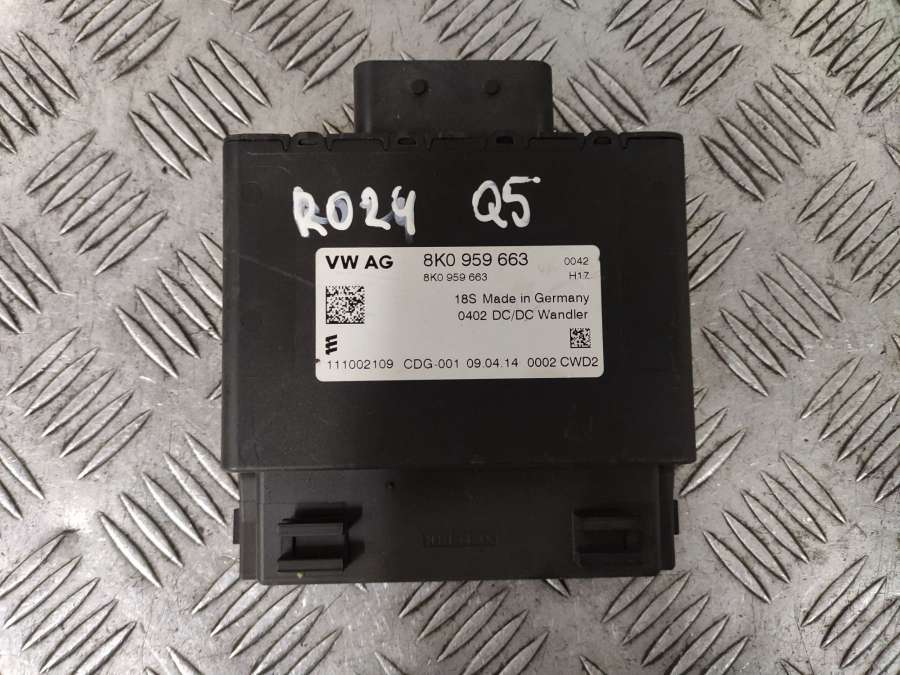 R024 Q5
VW AG 8K0 959 663 0042
8K0 959 663 H17
18S Made in Germany
0402 DC/DC Wandler
111002109 CDG-001 09.04.14 0002 CWD2